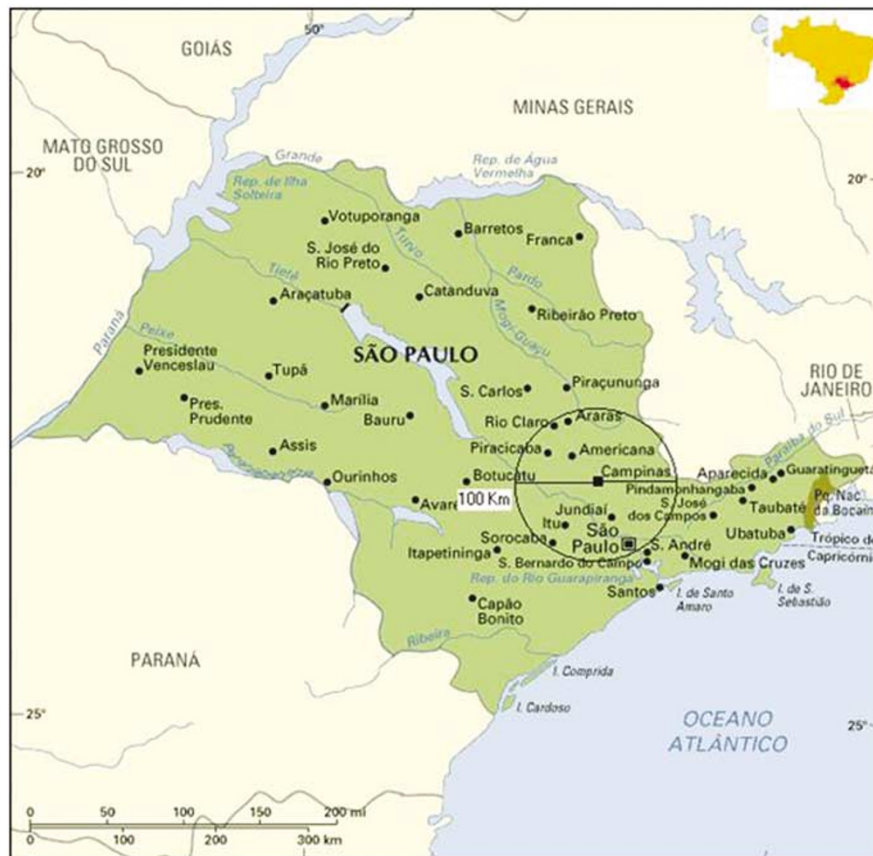 50°
GOIÁS
MINAS GERAIS
MATO GROSSO
DO SUL
20°
20°
Grande
Rep. de Água
Vermelha
Rep. de Ilha
Solteira
Votuporanga
Barretos
Franca
S. José do
Rio Preto
Turvo
Pardo
Tietê
Araçatuba
Catanduva
Ribeirão Preto
Mogi-Guaçu
Paraná
Peixe
SÃO PAULO
Presidente
Venceslau
Tupã
S. Carlos
Piraçununga
RIO DE
JANEIRO
Pres.
Prudente
Marília
Bauru
Rio Claro
Araras
Paraíba do Sul
Assis
Piracicaba
Americana
Ourinhos
Botucatu
Campinas
Aparecida
Guaratinguetá
Pindamonhangaba
100 Km
Avaré
Jundiaí
S. José
dos Campos
Taubaté
Pq. Nac.
da Bocain
Itu
Ubatuba
Sorocaba
São
Paulo
S. André
Trópico de
Capricórnio
Itapetininga
S. Bernardo do Campo
Mogi das Cruzes
Rep. do Rio Guarapiranga
Santos
I. de Santo
Amaro
I. de S.
Sebastião
Capão
Bonito
Ribeira
PARANÁ
I. Comprida
I. Cardoso
25°
25°
OCEANO
ATLÂNTICO
0 50 100 150 200 mi
0 100 200 300 km